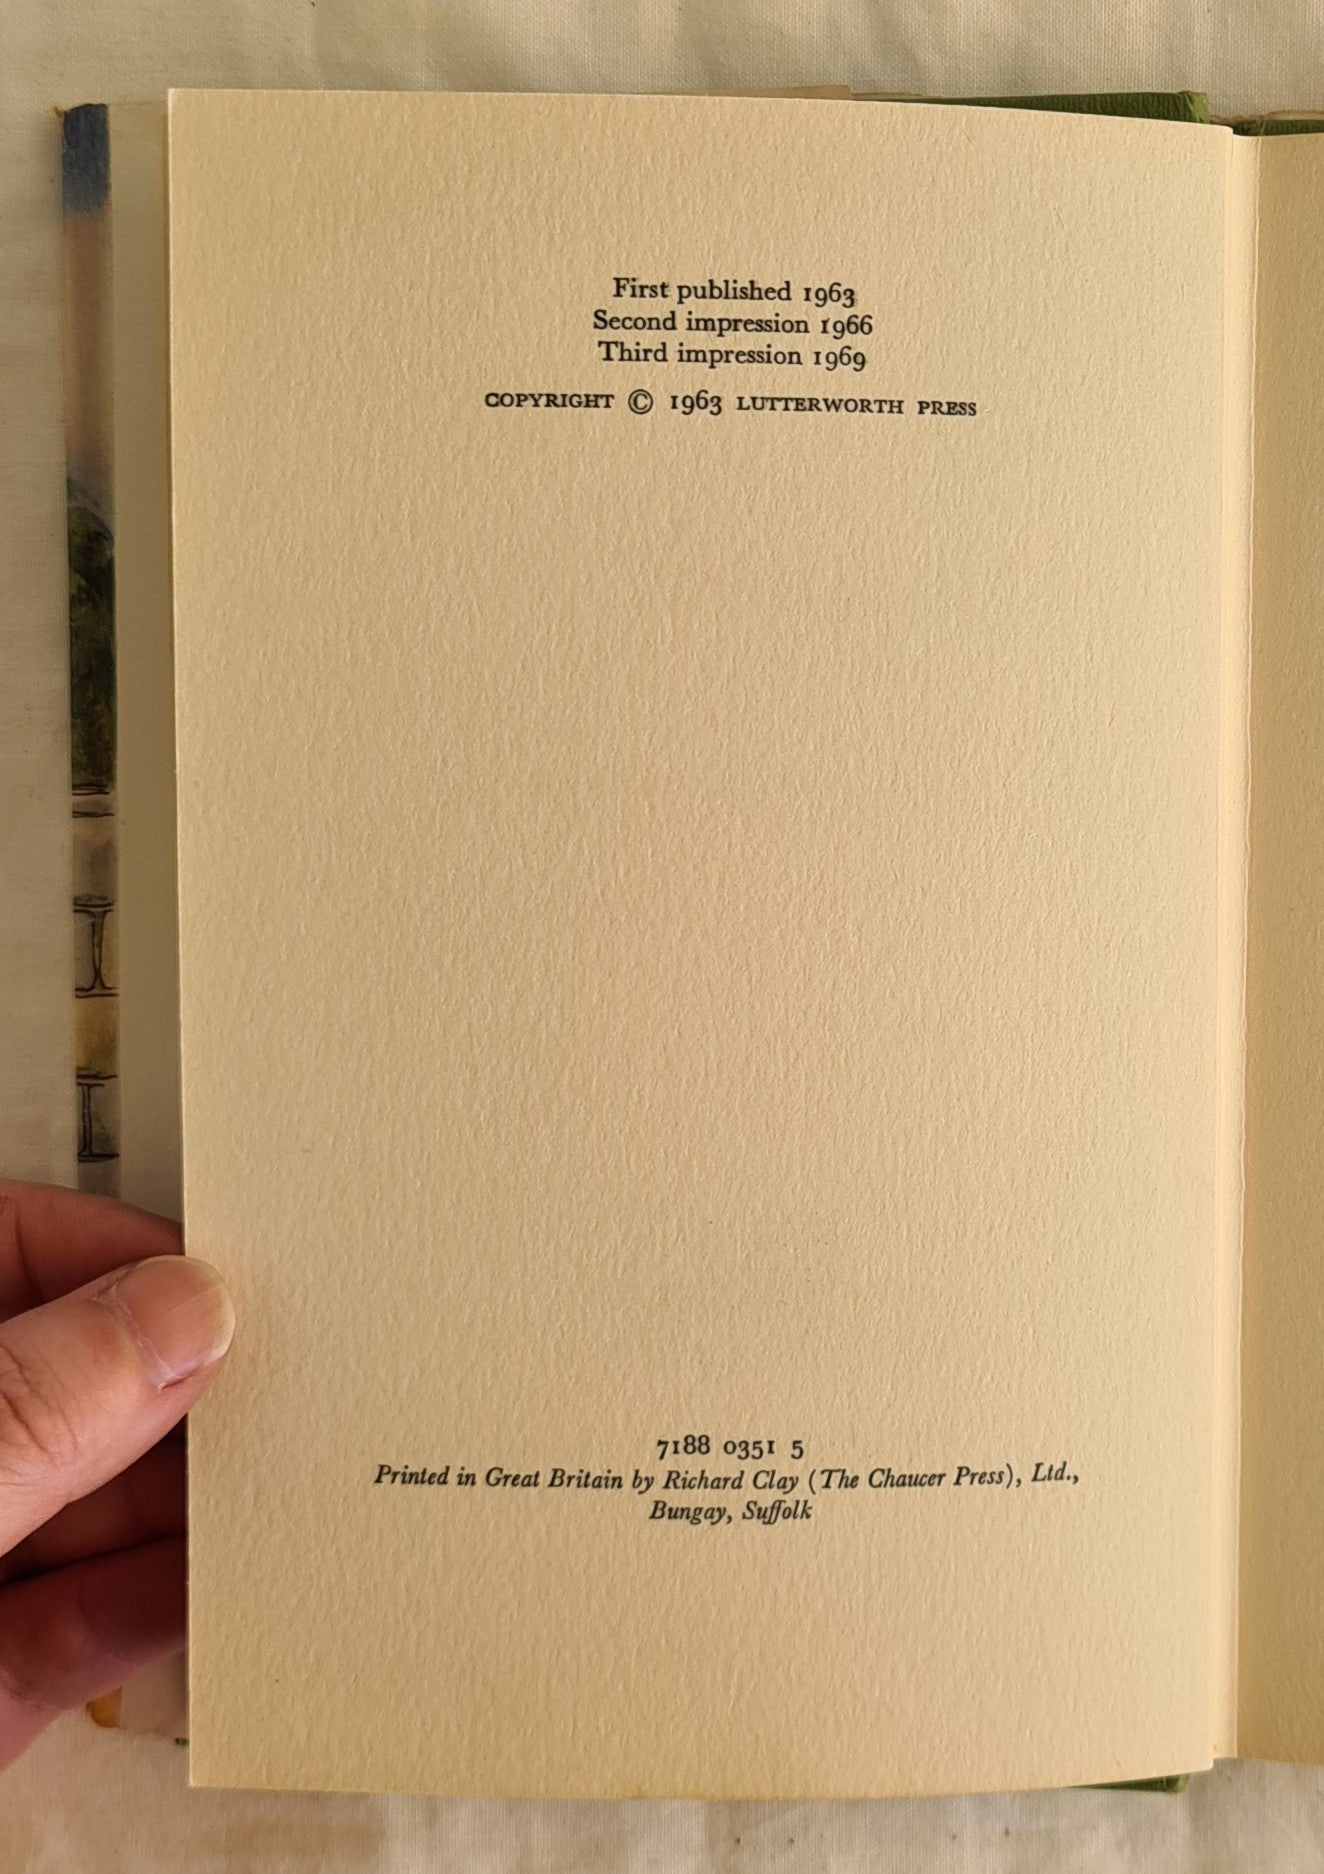 First published 1963
Second impression 1966
Third impression 1969
COPYRIGHT © 1963 LUTTERWORTH PRESS
7188 0351 5
Printed in Great Britain by Richard Clay (The Chaucer Press), Ltd.,
Bungay, Suffolk